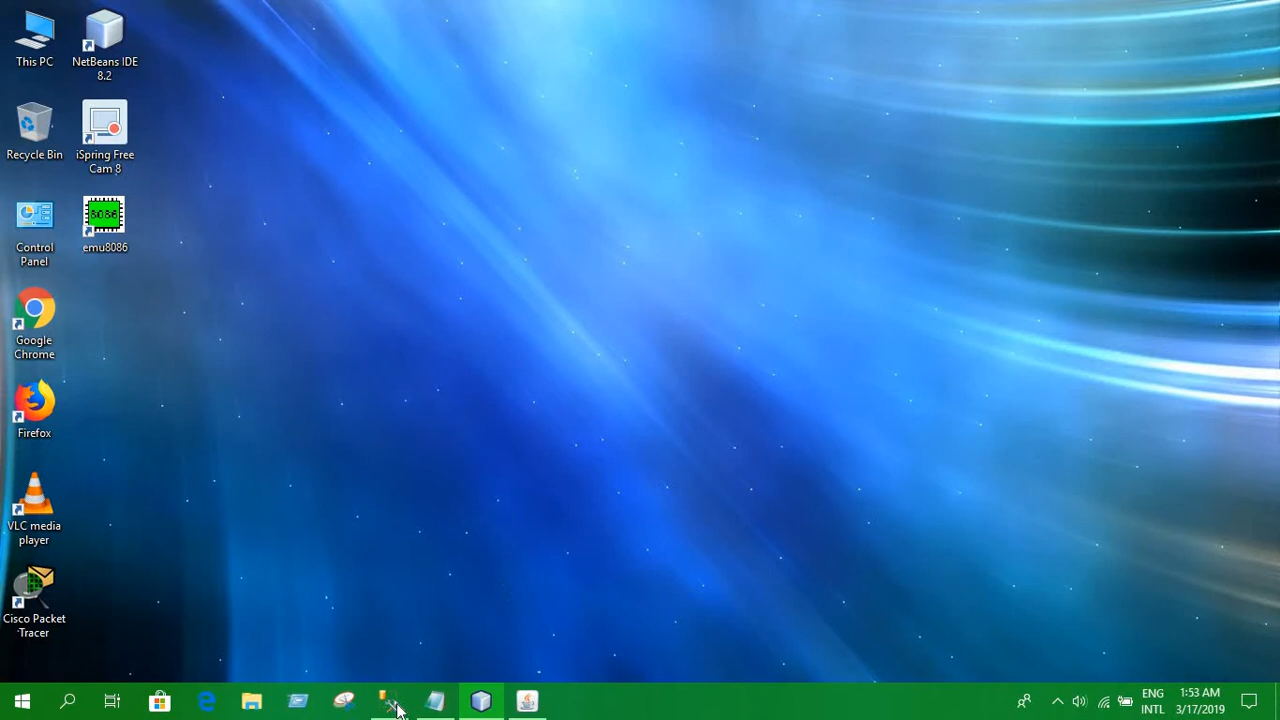 This PC
NetBeans IDE
8.2
Recycle Bin
iSpring Free
Cam 8
Control
Panel
8086
emu8086
Google
Chrome
Firefox
VLC media
player
Cisco Packet
Tracer
ENG
INTL
1:53 AM
3/17/2019